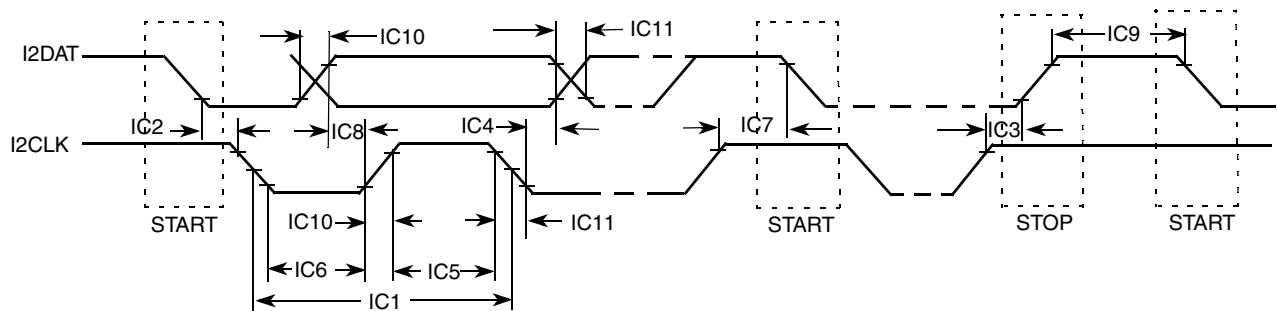 I2DAT
IC10
IC11
IC9
IC2
IC8
IC4
IC7
IC3
I2CLK
START
IC10
IC11
START
STOP
START
IC6
IC5
IC1